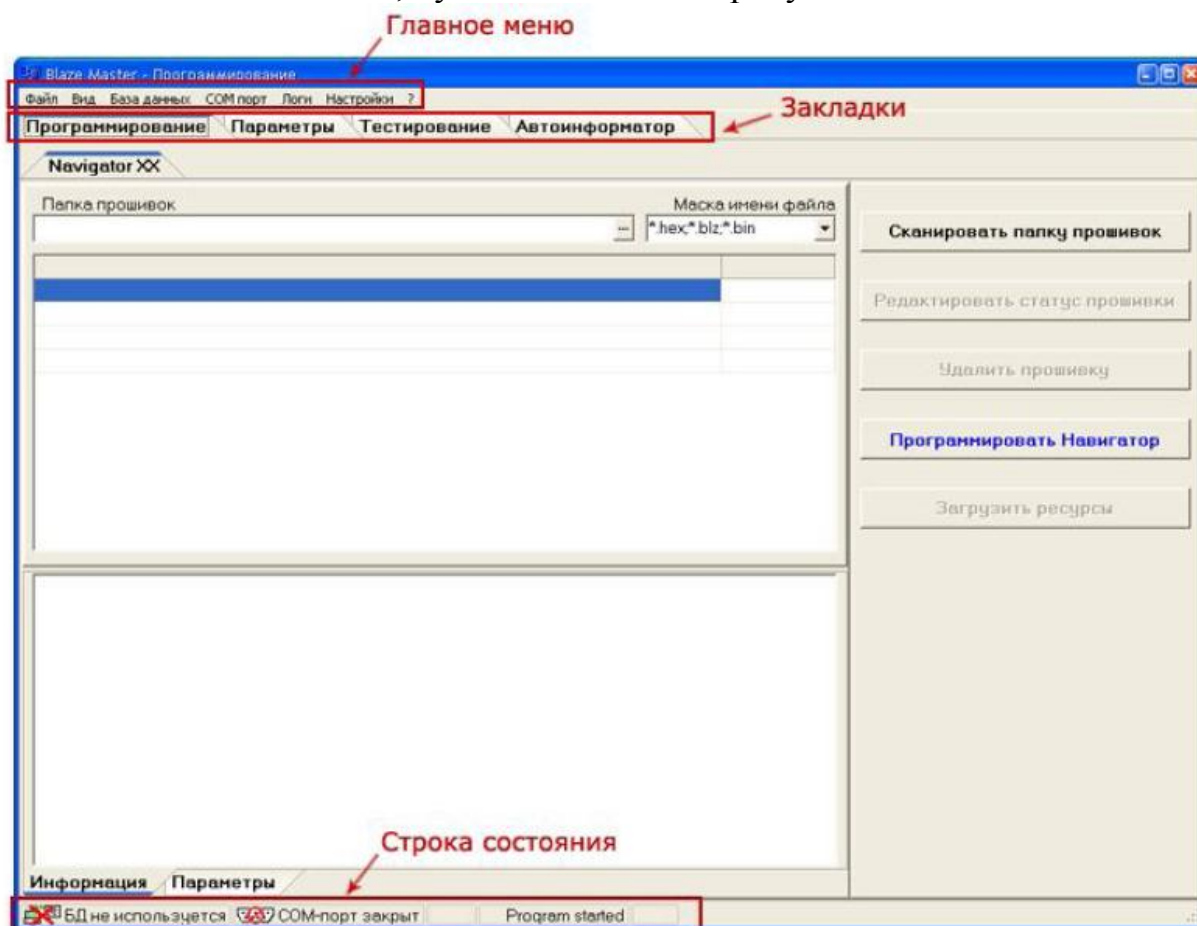 Главное меню
Blaze Master - Программирование
Файл Вид База данных COM порт Логи Настройки ?
Закладки
Программирование Параметры Тестирование Автоинформатор
Navigator XX
Папка прошивок Маска имени файла
... *.hex;*.blz;*.bin
Сканировать папку прошивок
Редактировать статус прошивки
Удалить прошивку
Программировать Навигатор
Загрузить ресурсы
Строка состояния
Информация Параметры
БД не используется COM-порт закрыт Program started